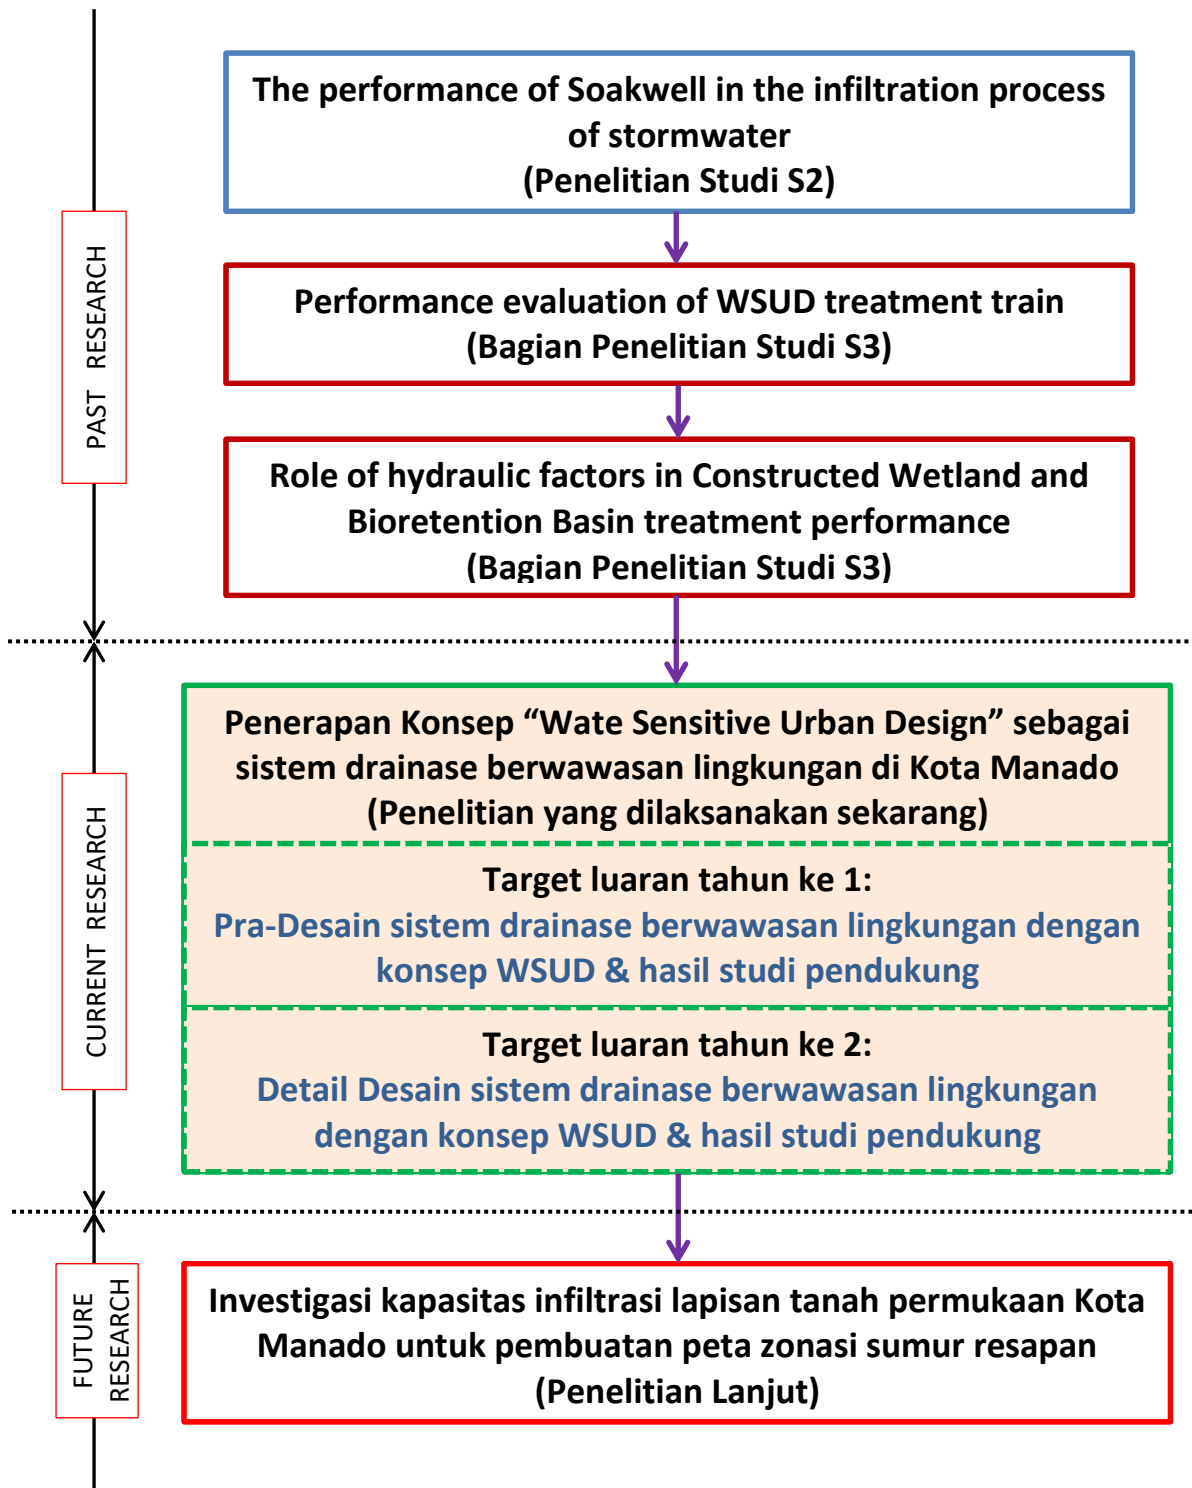 The performance of Soakwell in the infiltration process
of stormwater
(Penelitian Studi S2)
PAST RESEARCH
Performance evaluation of WSUD treatment train
(Bagian Penelitian Studi S3)
Role of hydraulic factors in Constructed Wetland and
Bioretention Basin treatment performance
(Bagian Penelitian Studi S3)
CURRENT RESEARCH
Penerapan Konsep “Wate Sensitive Urban Design” sebagai
sistem drainase berwawasan lingkungan di Kota Manado
(Penelitian yang dilaksanakan sekarang)
Target luaran tahun ke 1:
Pra-Desain sistem drainase berwawasan lingkungan dengan
konsep WSUD & hasil studi pendukung
Target luaran tahun ke 2:
Detail Desain sistem drainase berwawasan lingkungan
dengan konsep WSUD & hasil studi pendukung
FUTURE
RESEARCH
Investigasi kapasitas infiltrasi lapisan tanah permukaan Kota
Manado untuk pembuatan peta zonasi sumur resapan
(Penelitian Lanjut)